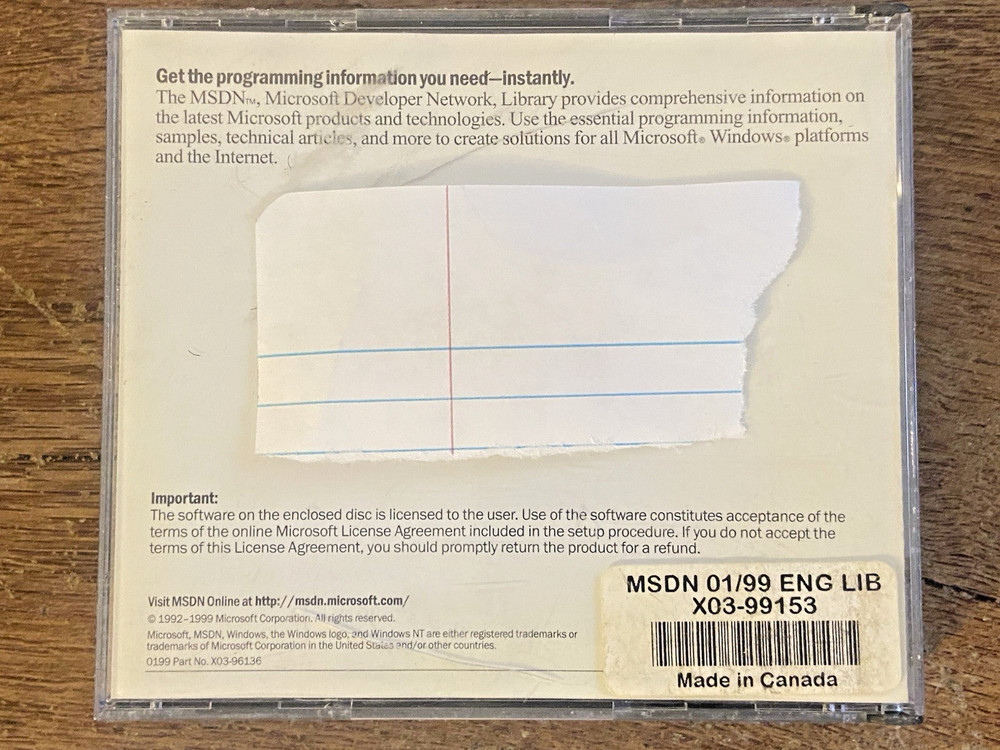 Get the programming information you need—instantly.
The MSDN™, Microsoft Developer Network, Library provides comprehensive information on
the latest Microsoft products and technologies. Use the essential programming information,
samples, technical articles, and more to create solutions for all Microsoft® Windows® platforms
and the Internet.
Important:
The software on the enclosed disc is licensed to the user. Use of the software constitutes acceptance of the
terms of the online Microsoft License Agreement included in the setup procedure. If you do not accept the
terms of this License Agreement, you should promptly return the product for a refund.
Visit MSDN Online at http://msdn.microsoft.com/
© 1992–1999 Microsoft Corporation. All rights reserved.
Microsoft, MSDN, Windows, the Windows logo, and Windows NT are either registered trademarks or
trademarks of Microsoft Corporation in the United States and/or other countries.
0199 Part No. X03-96136
MSDN 01/99 ENG LIB
X03-99153
Made in Canada